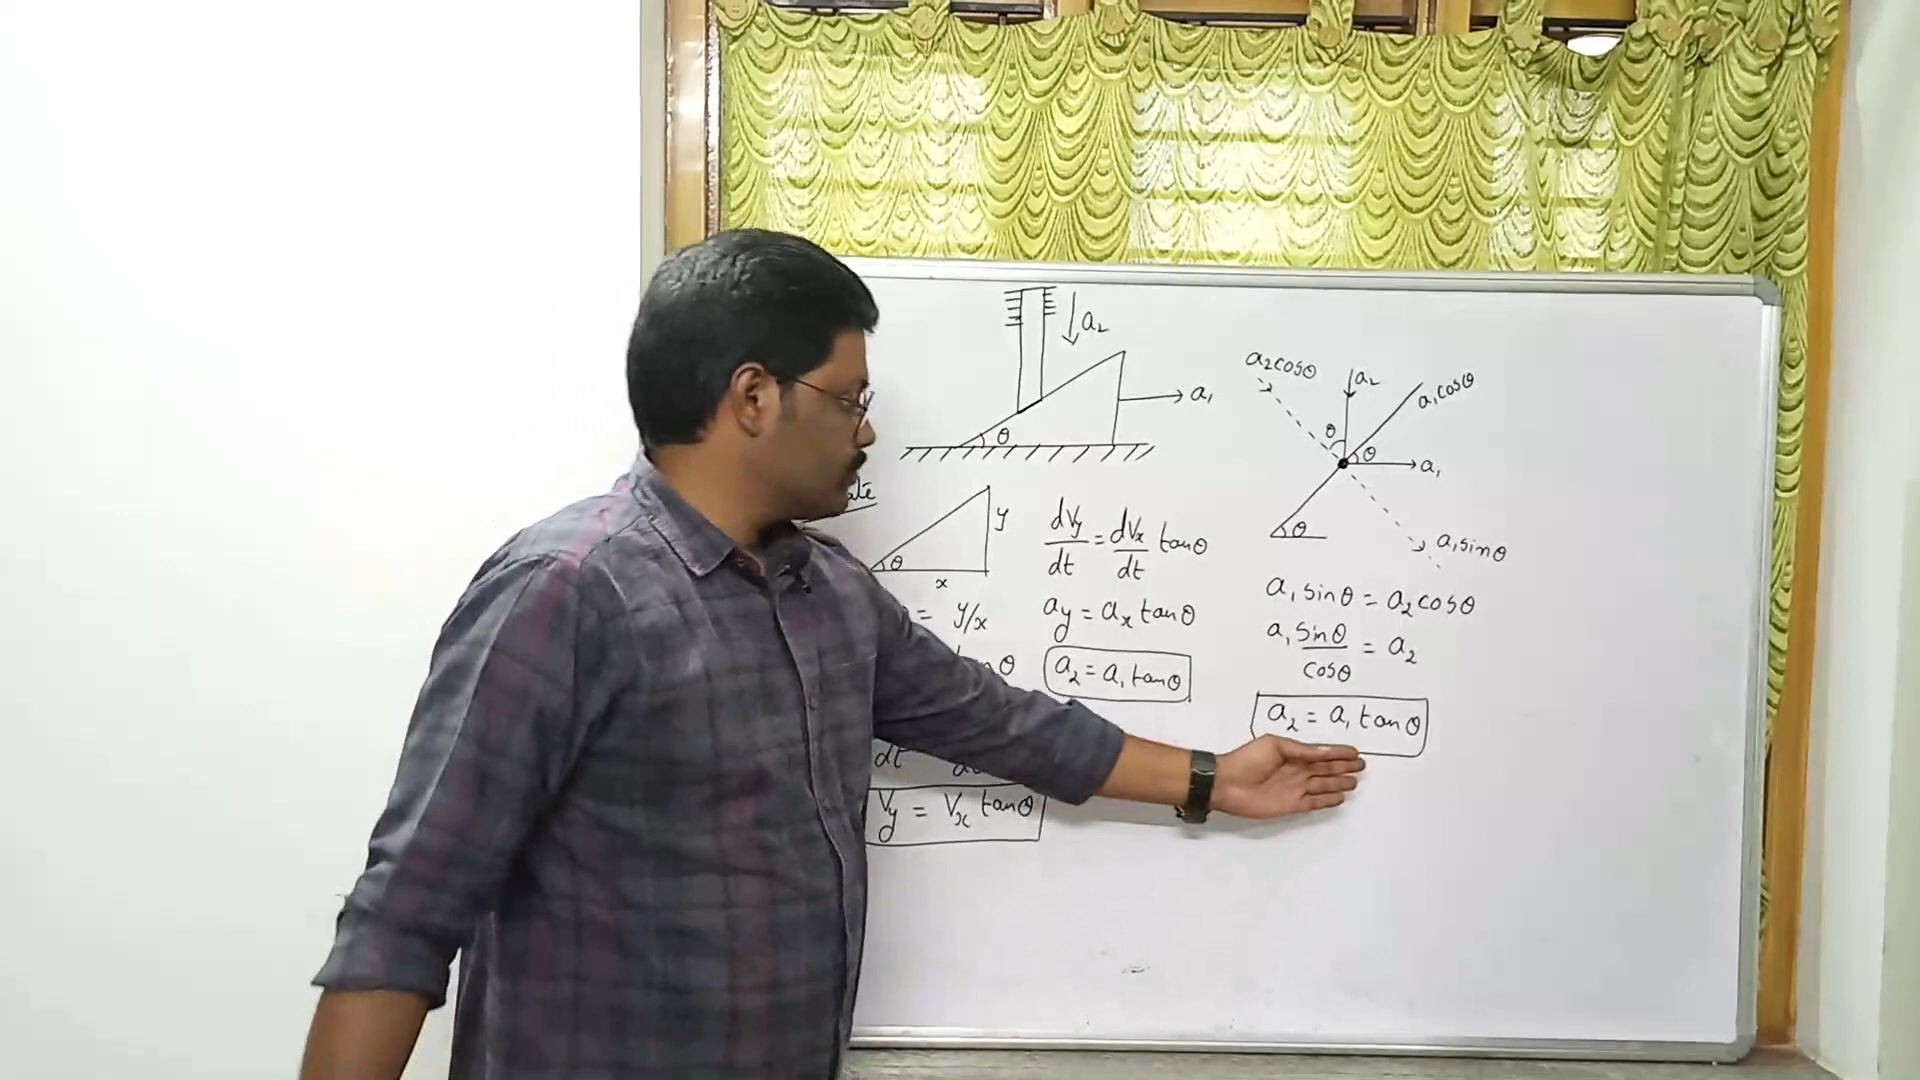 a₂
a₁
θ
y
θ
x
= y/x
θ
dt
Vy = Vx tanθ
dVy/dt = dVx/dt tanθ
ay = ax tanθ
a₂ = a₁ tanθ
a₂cosθ
a₂
a₁cosθ
θ
θ
a₁
θ
a₁sinθ
a₁ sinθ = a₂ cosθ
a₁ sinθ/cosθ = a₂
a₂ = a₁ tanθ